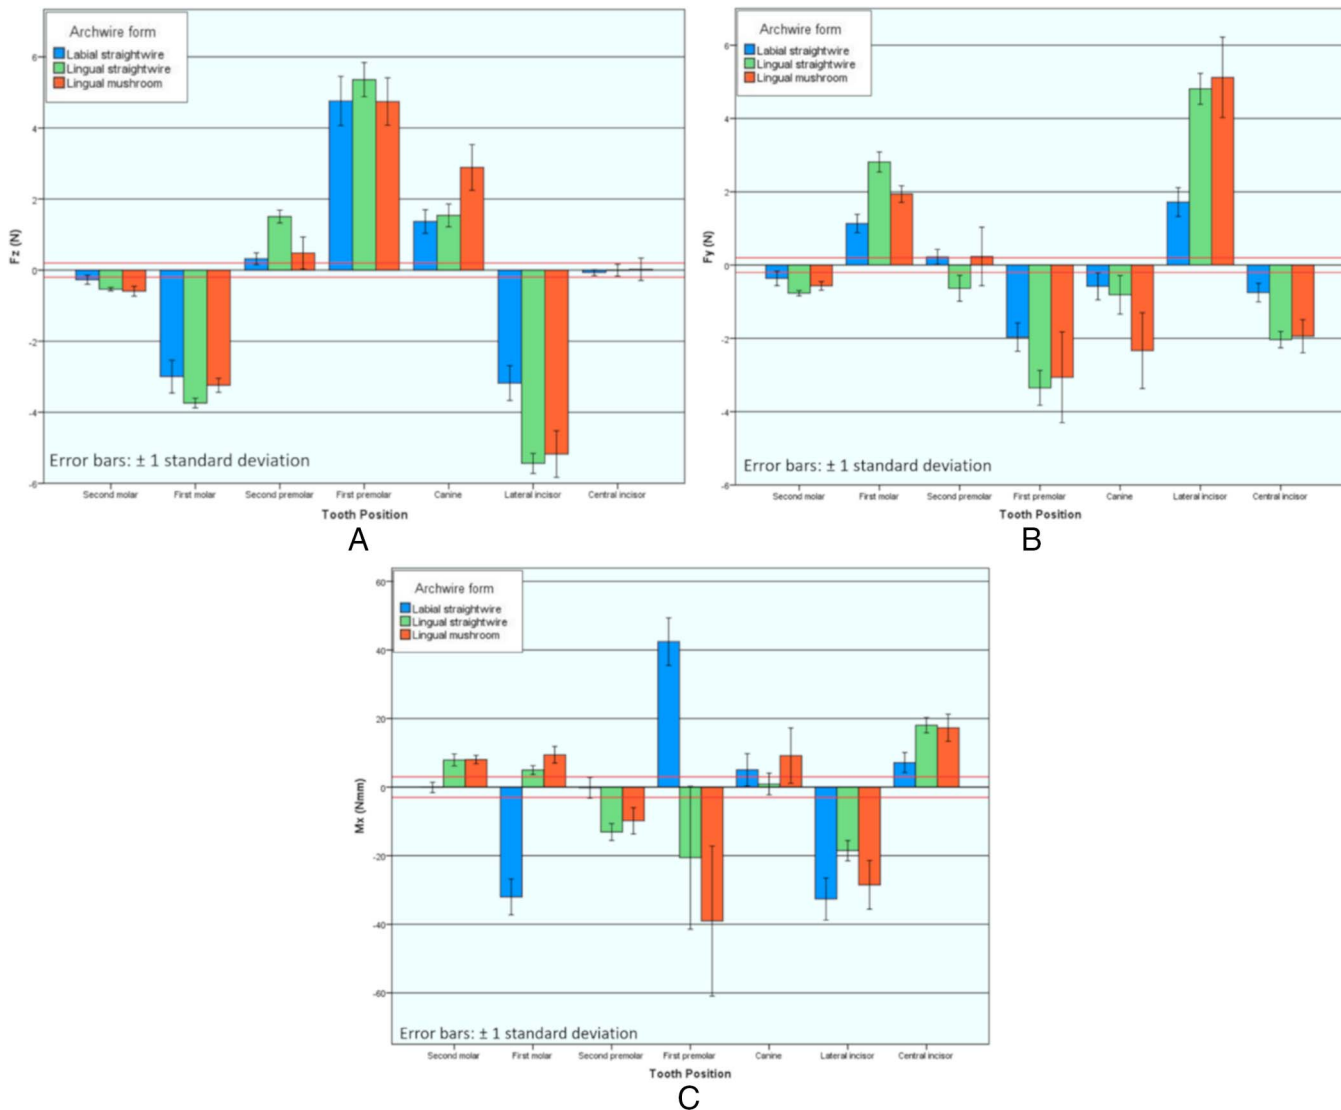 Archwire form
Labial straightwire
Lingual straightwire
Lingual mushroom
6
4
2
0
-2
-4
-6
Fz (N)
Error bars: ± 1 standard deviation
Second molar First molar Second premolar First premolar Canine Lateral incisor Central incisor
Tooth Position
A
Archwire form
Labial straightwire
Lingual straightwire
Lingual mushroom
6
4
2
0
-2
-4
-6
Fy (N)
Error bars: ± 1 standard deviation
Second molar First molar Second premolar First premolar Canine Lateral incisor Central incisor
Tooth Position
B
Archwire form
Labial straightwire
Lingual straightwire
Lingual mushroom
60
40
20
0
-20
-40
-60
Mx (Nmm)
Error bars: ± 1 standard deviation
Second molar First molar Second premolar First premolar Canine Lateral incisor Central incisor
Tooth Position
C